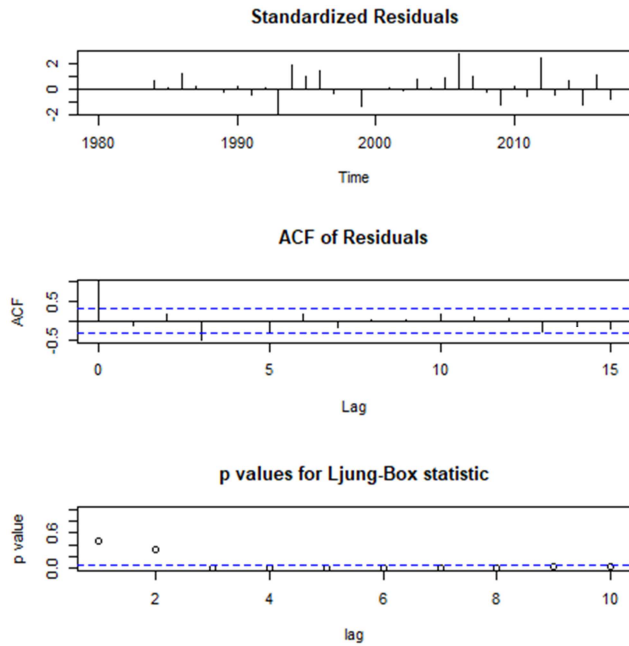 Standardized Residuals
2
0
-2
1980 1990 2000 2010
Time
ACF of Residuals
ACF
0.5
-0.5
0 5 10 15
Lag
p values for Ljung-Box statistic
p value
0.6
0.0
2 4 6 8 10
lag